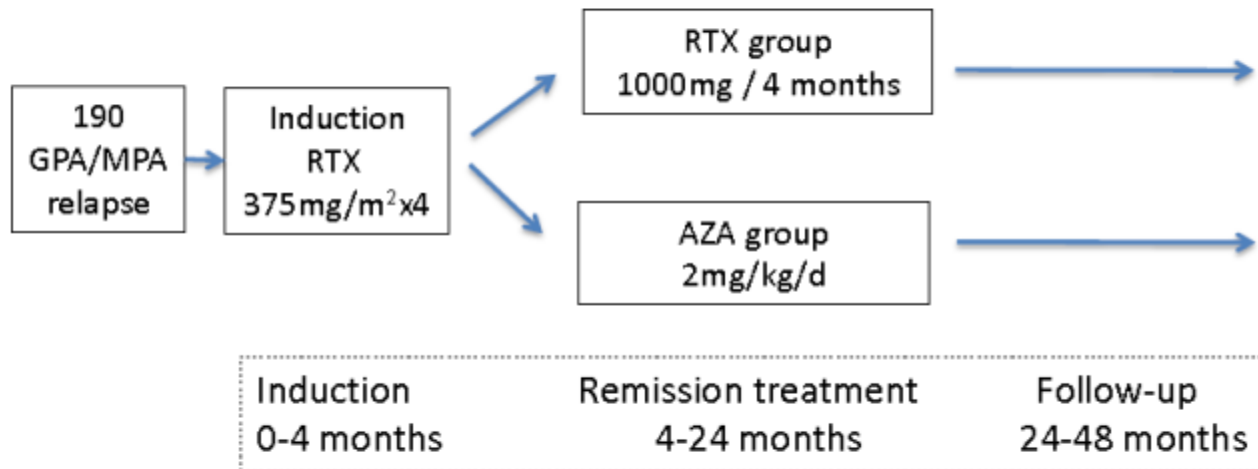 190
GPA/MPA
relapse
Induction
RTX
375mg/m²x4
RTX group
1000mg / 4 months
AZA group
2mg/kg/d
Induction
0-4 months
Remission treatment
4-24 months
Follow-up
24-48 months